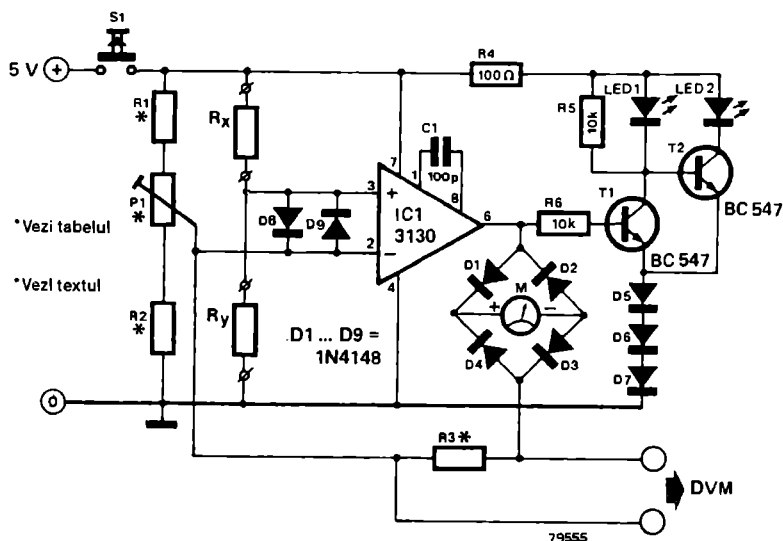 S1
5 V +
R1
*
P1
*
R2
*
*Vezi tabelul
*Vezi textul
0
Rx
Ry
D8
D9
D1 ... D9 =
1N4148
3
+
2
−
7
1
C1
100p
8
IC1
3130
6
4
R4
100 Ω
R5
10k
LED1
LED2
T2
BC 547
R6
10k
T1
BC 547
D1
D2
+
M
−
D4
D3
D5
D6
D7
R3*
DVM
79555